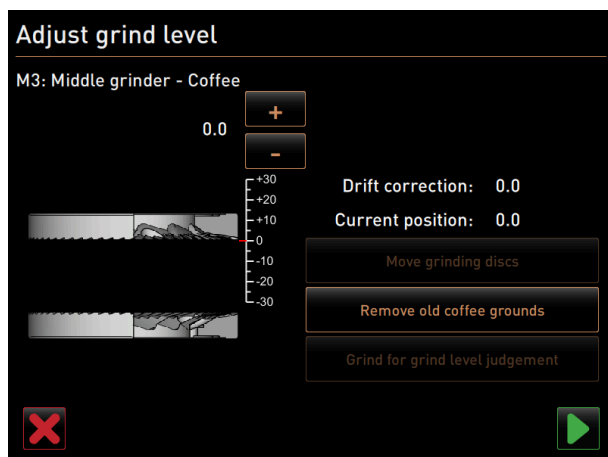 Adjust grind level
M3: Middle grinder - Coffee
0.0
+
-
+30
+20
+10
0
-10
-20
-30
Drift correction: 0.0
Current position: 0.0
Move grinding discs
Remove old coffee grounds
Grind for grind level judgement